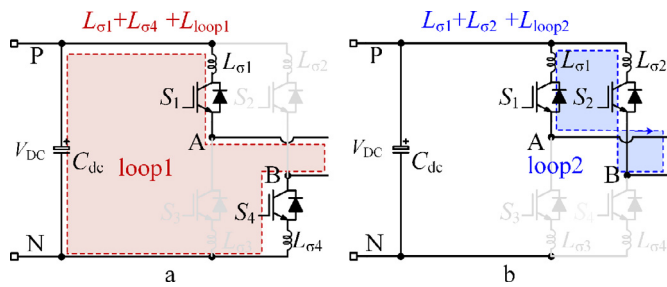 Lσ1+Lσ4 +Lloop1
P
Lσ1
Lσ2
S1
S2
A
VDC
+
Cdc
loop1
B
S3
S4
Lσ4
N
a
Lσ1+Lσ2 +Lloop2
P
Lσ1
Lσ2
S1
S2
A
VDC
+
Cdc
loop2
B
S3
S4
Lσ3
Lσ4
N
b